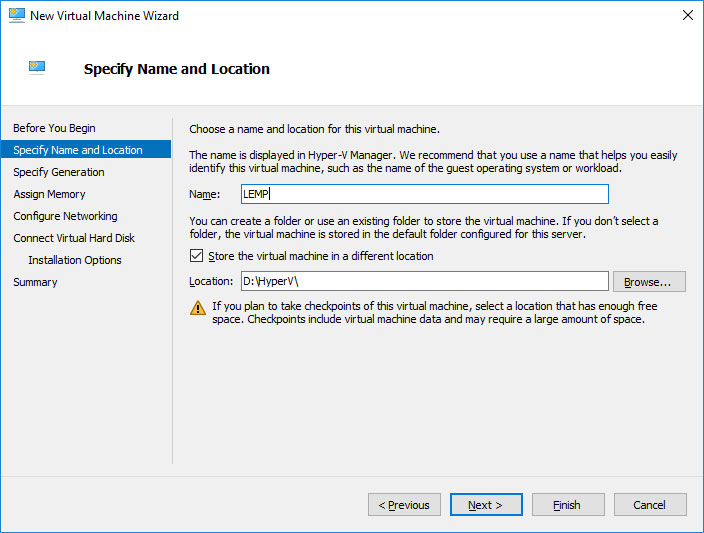 New Virtual Machine Wizard
Specify Name and Location
Before You Begin
Specify Name and Location
Specify Generation
Assign Memory
Configure Networking
Connect Virtual Hard Disk
Installation Options
Summary
Choose a name and location for this virtual machine.
The name is displayed in Hyper-V Manager. We recommend that you use a name that helps you easily
identify this virtual machine, such as the name of the guest operating system or workload.
Name: LEMP
You can create a folder or use an existing folder to store the virtual machine. If you don't select a
folder, the virtual machine is stored in the default folder configured for this server.
Store the virtual machine in a different location
Location: D:\HyperV\ Browse...
If you plan to take checkpoints of this virtual machine, select a location that has enough free
space. Checkpoints include virtual machine data and may require a large amount of space.
< Previous Next > Finish Cancel